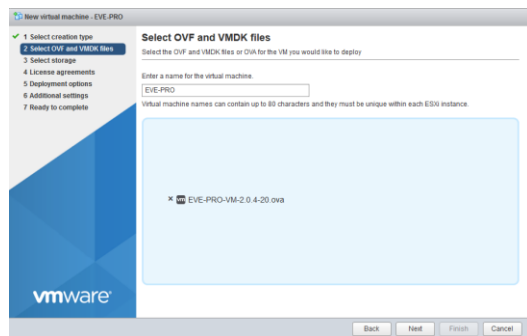 New virtual machine - EVE-PRO
1 Select creation type
2 Select OVF and VMDK files
3 Select storage
4 License agreements
5 Deployment options
6 Additional settings
7 Ready to complete
Select OVF and VMDK files
Select the OVF and VMDK files or OVA for the VM you would like to deploy
Enter a name for the virtual machine.
EVE-PRO
Virtual machine names can contain up to 80 characters and they must be unique within each ESXi instance.
× vm EVE-PRO-VM-2.0.4-20.ova
vmware
Back Next Finish Cancel